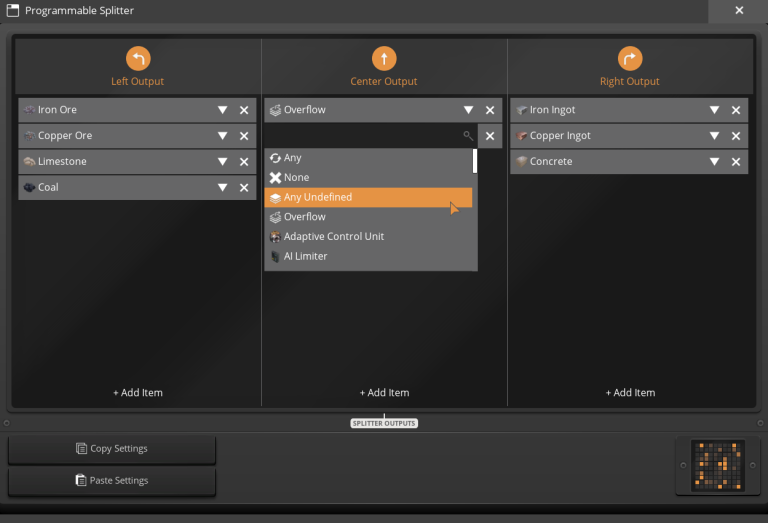 Programmable Splitter
Left Output
Center Output
Right Output
Iron Ore
Copper Ore
Limestone
Coal
Overflow
Any
None
Any Undefined
Overflow
Adaptive Control Unit
AI Limiter
Iron Ingot
Copper Ingot
Concrete
+ Add Item
+ Add Item
+ Add Item
SPLITTER OUTPUTS
Copy Settings
Paste Settings